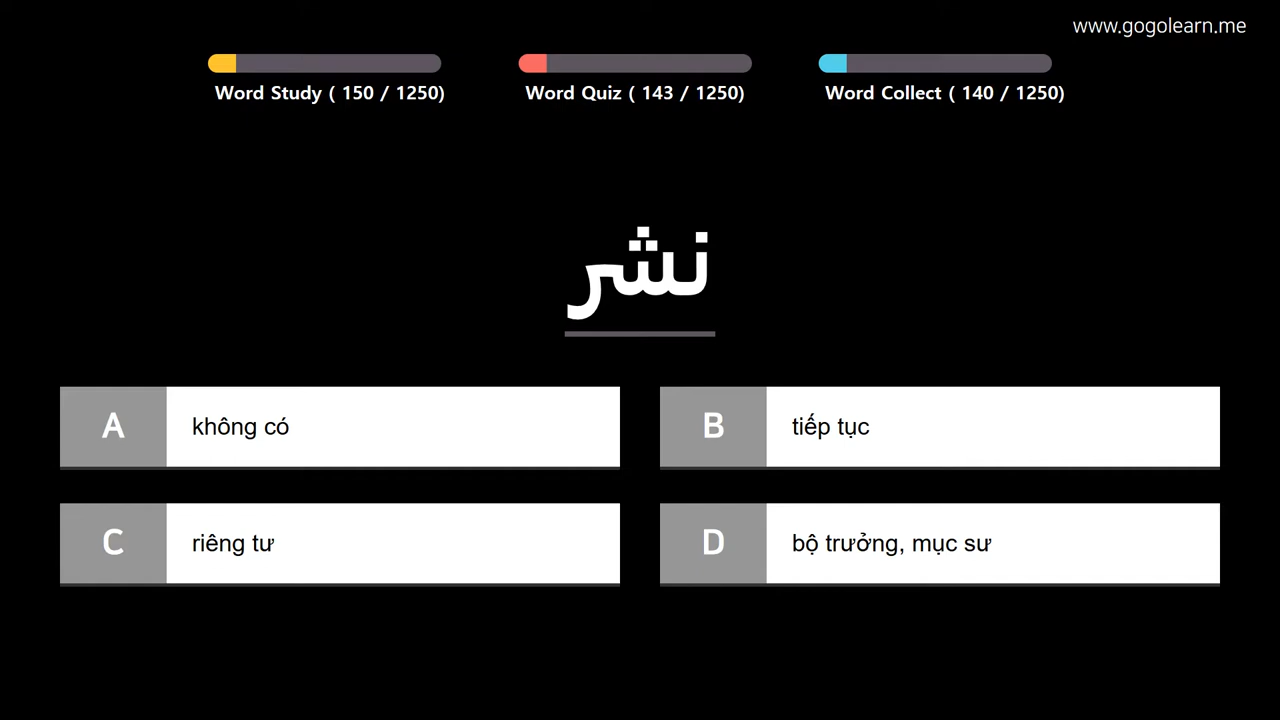 www.gogolearn.me
Word Study ( 150 / 1250)
Word Quiz ( 143 / 1250)
Word Collect ( 140 / 1250)
نشر
A không có
B tiếp tục
C riêng tư
D bộ trưởng, mục sư